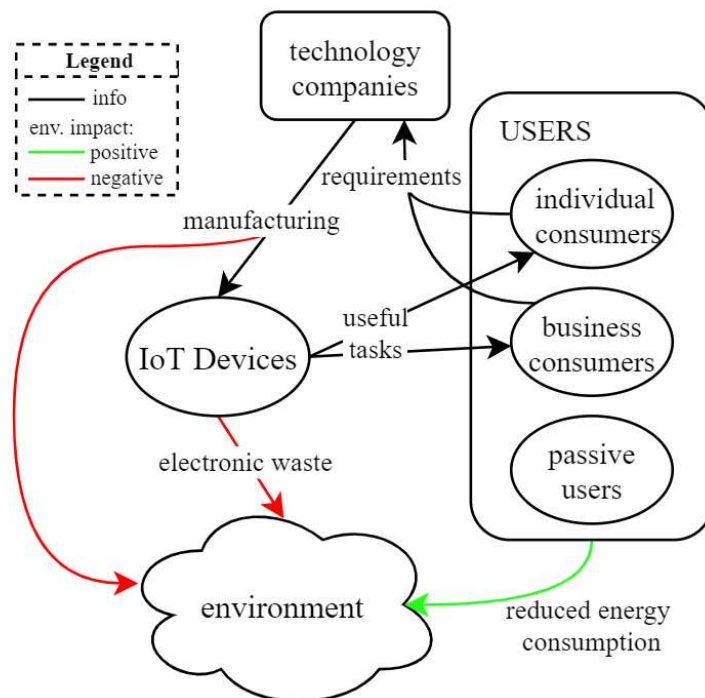 Legend
info
env. impact:
positive
negative
technology
companies
USERS
requirements
individual
consumers
manufacturing
useful
tasks
business
consumers
IoT Devices
electronic waste
passive
users
environment
reduced energy
consumption